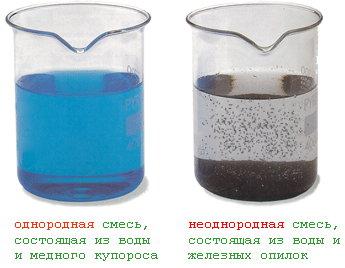 однородная смесь,
состоящая из воды
и медного купороса
неоднородная смесь,
состоящая из воды и
железных опилок